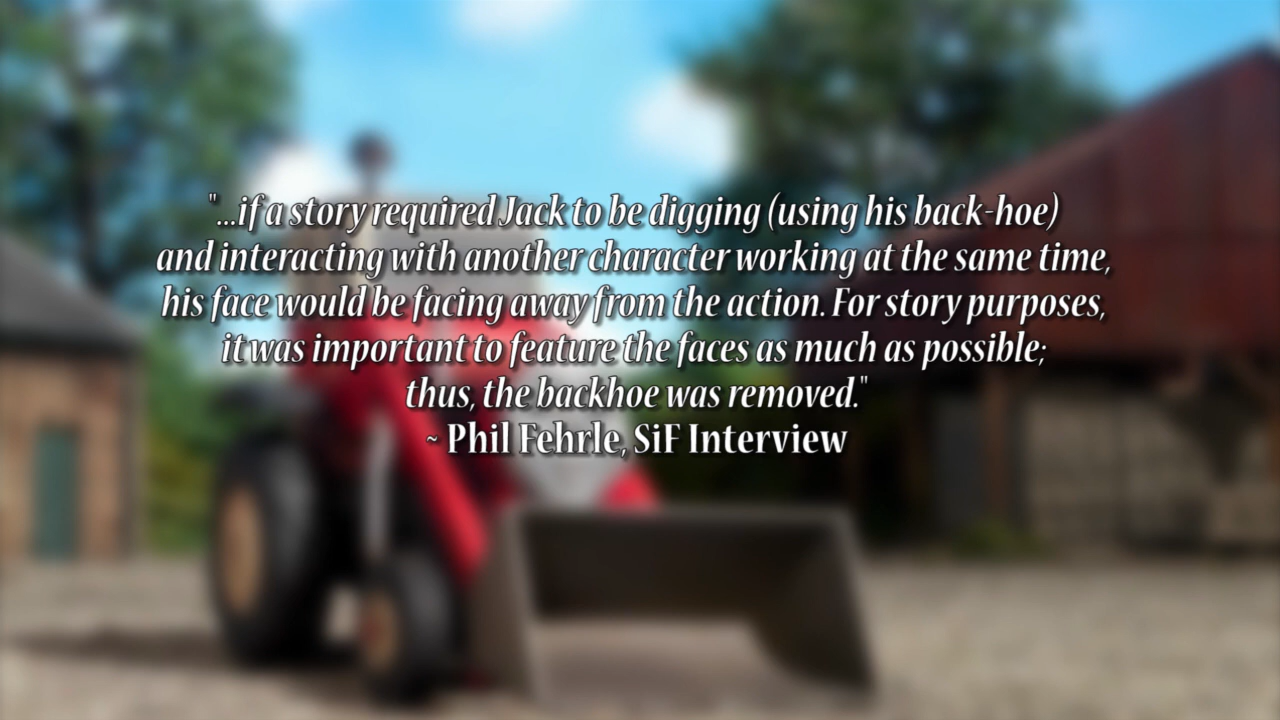 "...if a story required Jack to be digging (using his back-hoe)
and interacting with another character working at the same time,
his face would be facing away from the action. For story purposes,
it was important to feature the faces as much as possible;
thus, the backhoe was removed."
~ Phil Fehrle, SiF Interview